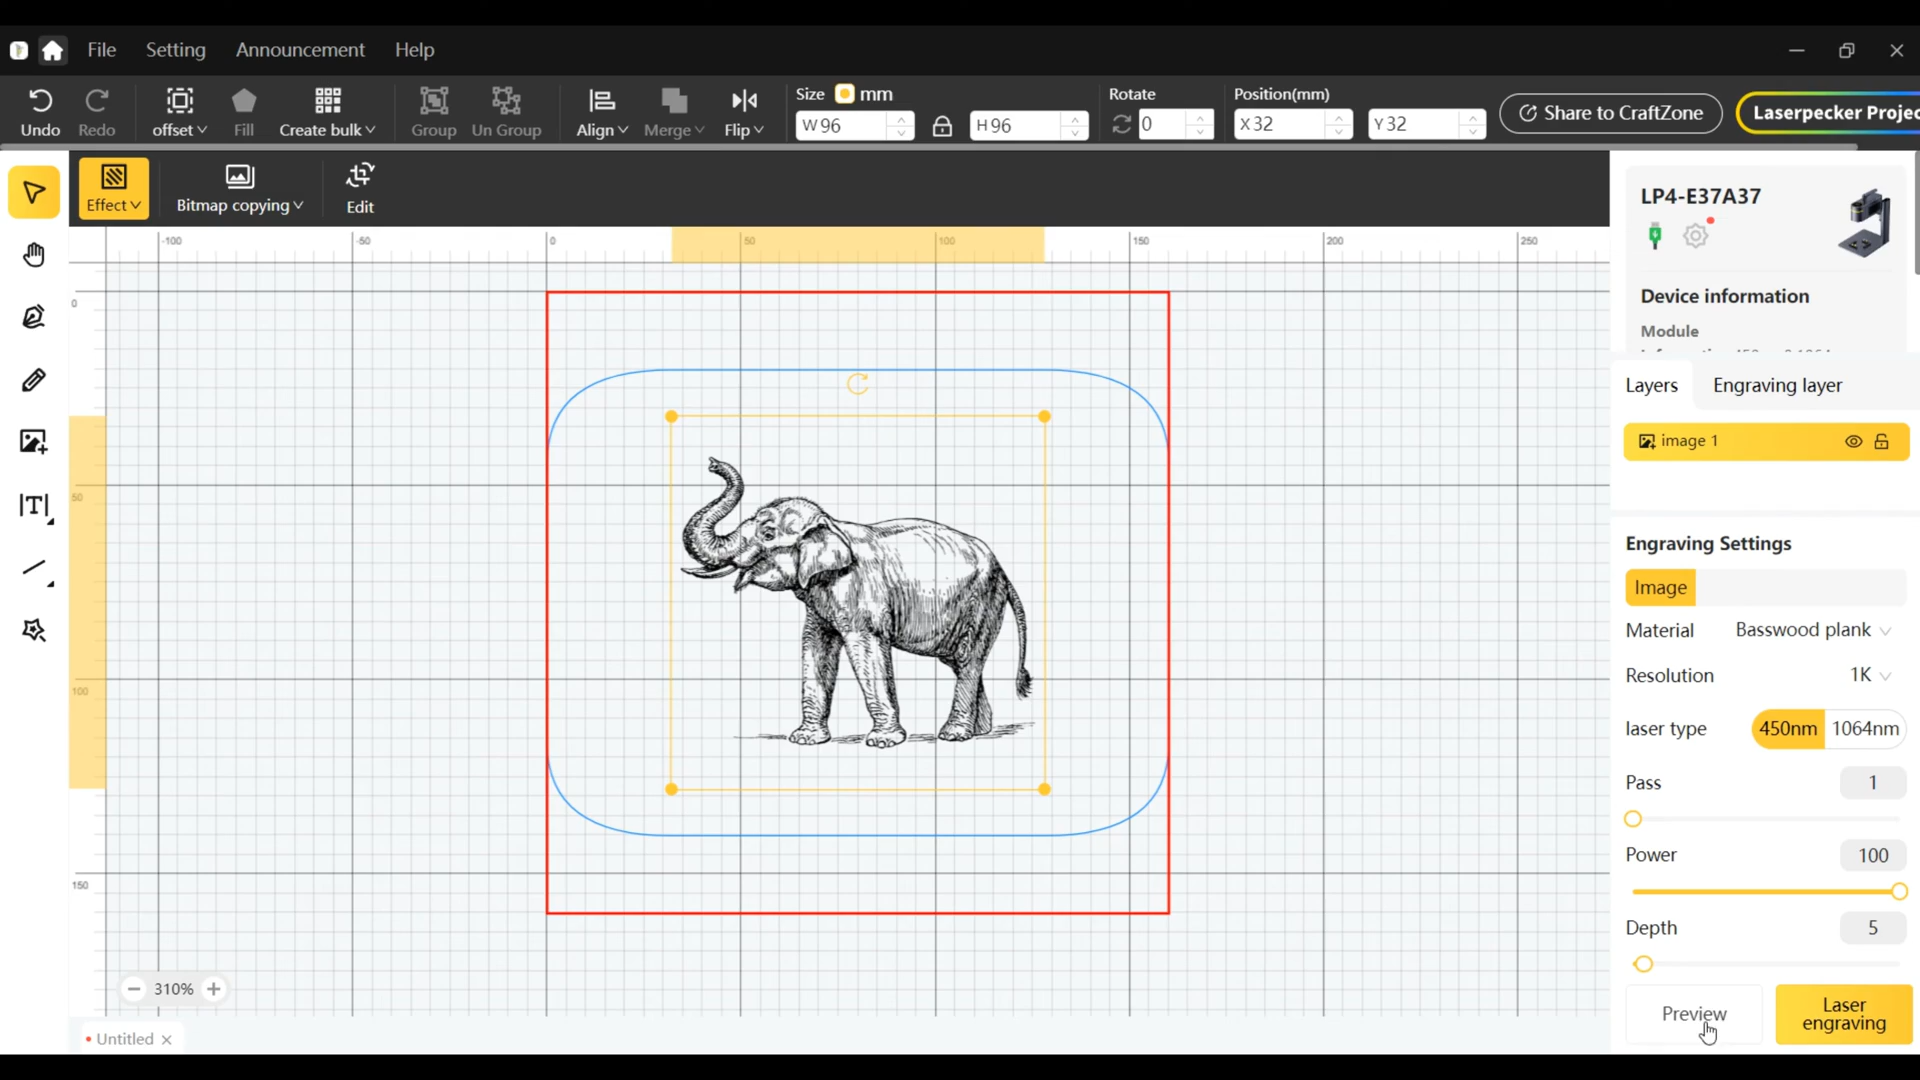 File Setting Announcement Help
Undo Redo offset Fill Create bulk Group Un Group Align Merge Flip
Size mm
W 96 H 96
Rotate
0
Position(mm)
X 32 Y 32
Share to CraftZone
Laserpecker Projec
Effect Bitmap copying Edit
-100 -50 0 50 100 150 200 250
0
50
100
150
LP4-E37A37
Device information
Module
Layers Engraving layer
image 1
Engraving Settings
Image
Material Basswood plank
Resolution 1K
laser type 450nm 1064nm
Pass 1
Power 100
Depth 5
Preview
Laser
engraving
310%
Untitled